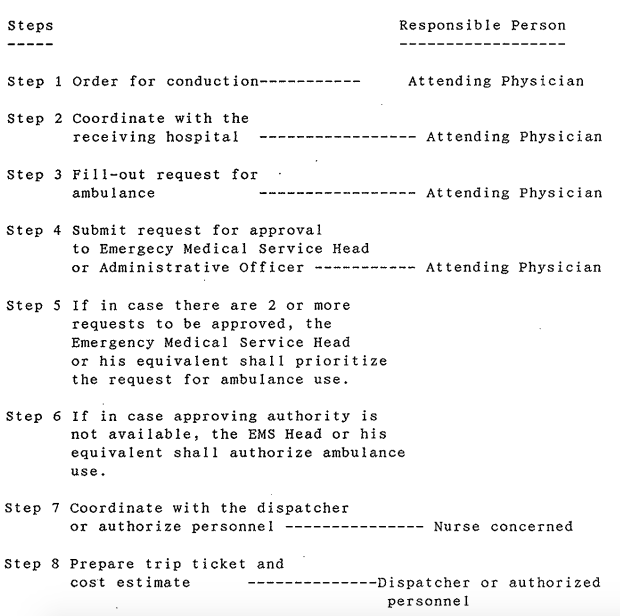 Steps Responsible Person
----- ------------------
Step 1 Order for conduction----------- Attending Physician
Step 2 Coordinate with the
receiving hospital ---------------- Attending Physician
Step 3 Fill-out request for
ambulance ---------------- Attending Physician
Step 4 Submit request for approval
to Emergecy Medical Service Head
or Administrative Officer ----------- Attending Physician
Step 5 If in case there are 2 or more
requests to be approved, the
Emergency Medical Service Head
or his equivalent shall prioritize
the request for ambulance use.
Step 6 If in case approving authority is
not available, the EMS Head or his
equivalent shall authorize ambulance
use.
Step 7 Coordinate with the dispatcher
or authorize personnel --------------- Nurse concerned
Step 8 Prepare trip ticket and
cost estimate --------------Dispatcher or authorized
personnel